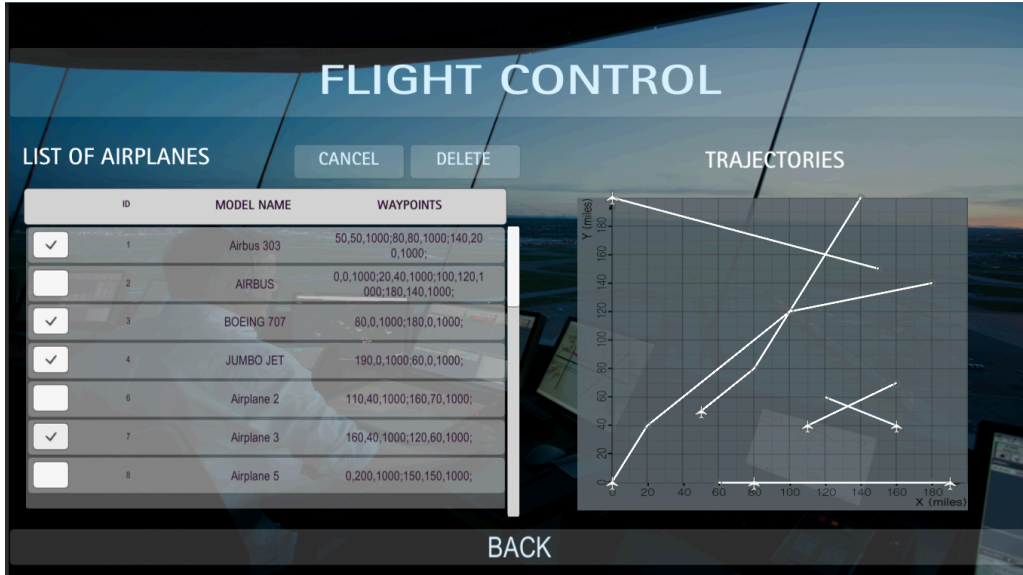 FLIGHT CONTROL
LIST OF AIRPLANES
CANCEL
DELETE
TRAJECTORIES
ID MODEL NAME WAYPOINTS
1 Airbus 303 50,50,1000;80,80,1000;140,20
0,1000;
2 AIRBUS 0,0,1000;20,40,1000;100,120,1
000;180,140,1000;
3 BOEING 707 80,0,1000;180,0,1000;
4 JUMBO JET 190,0,1000;60,0,1000;
6 Airplane 2 110,40,1000;160,70,1000;
7 Airplane 3 160,40,1000;120,60,1000;
8 Airplane 5 0,200,1000;150,150,1000;
Y (miles)
180
160
140
120
100
80
60
40
20
0
0 20 40 60 80 100 120 140 160 180
X (miles)
BACK